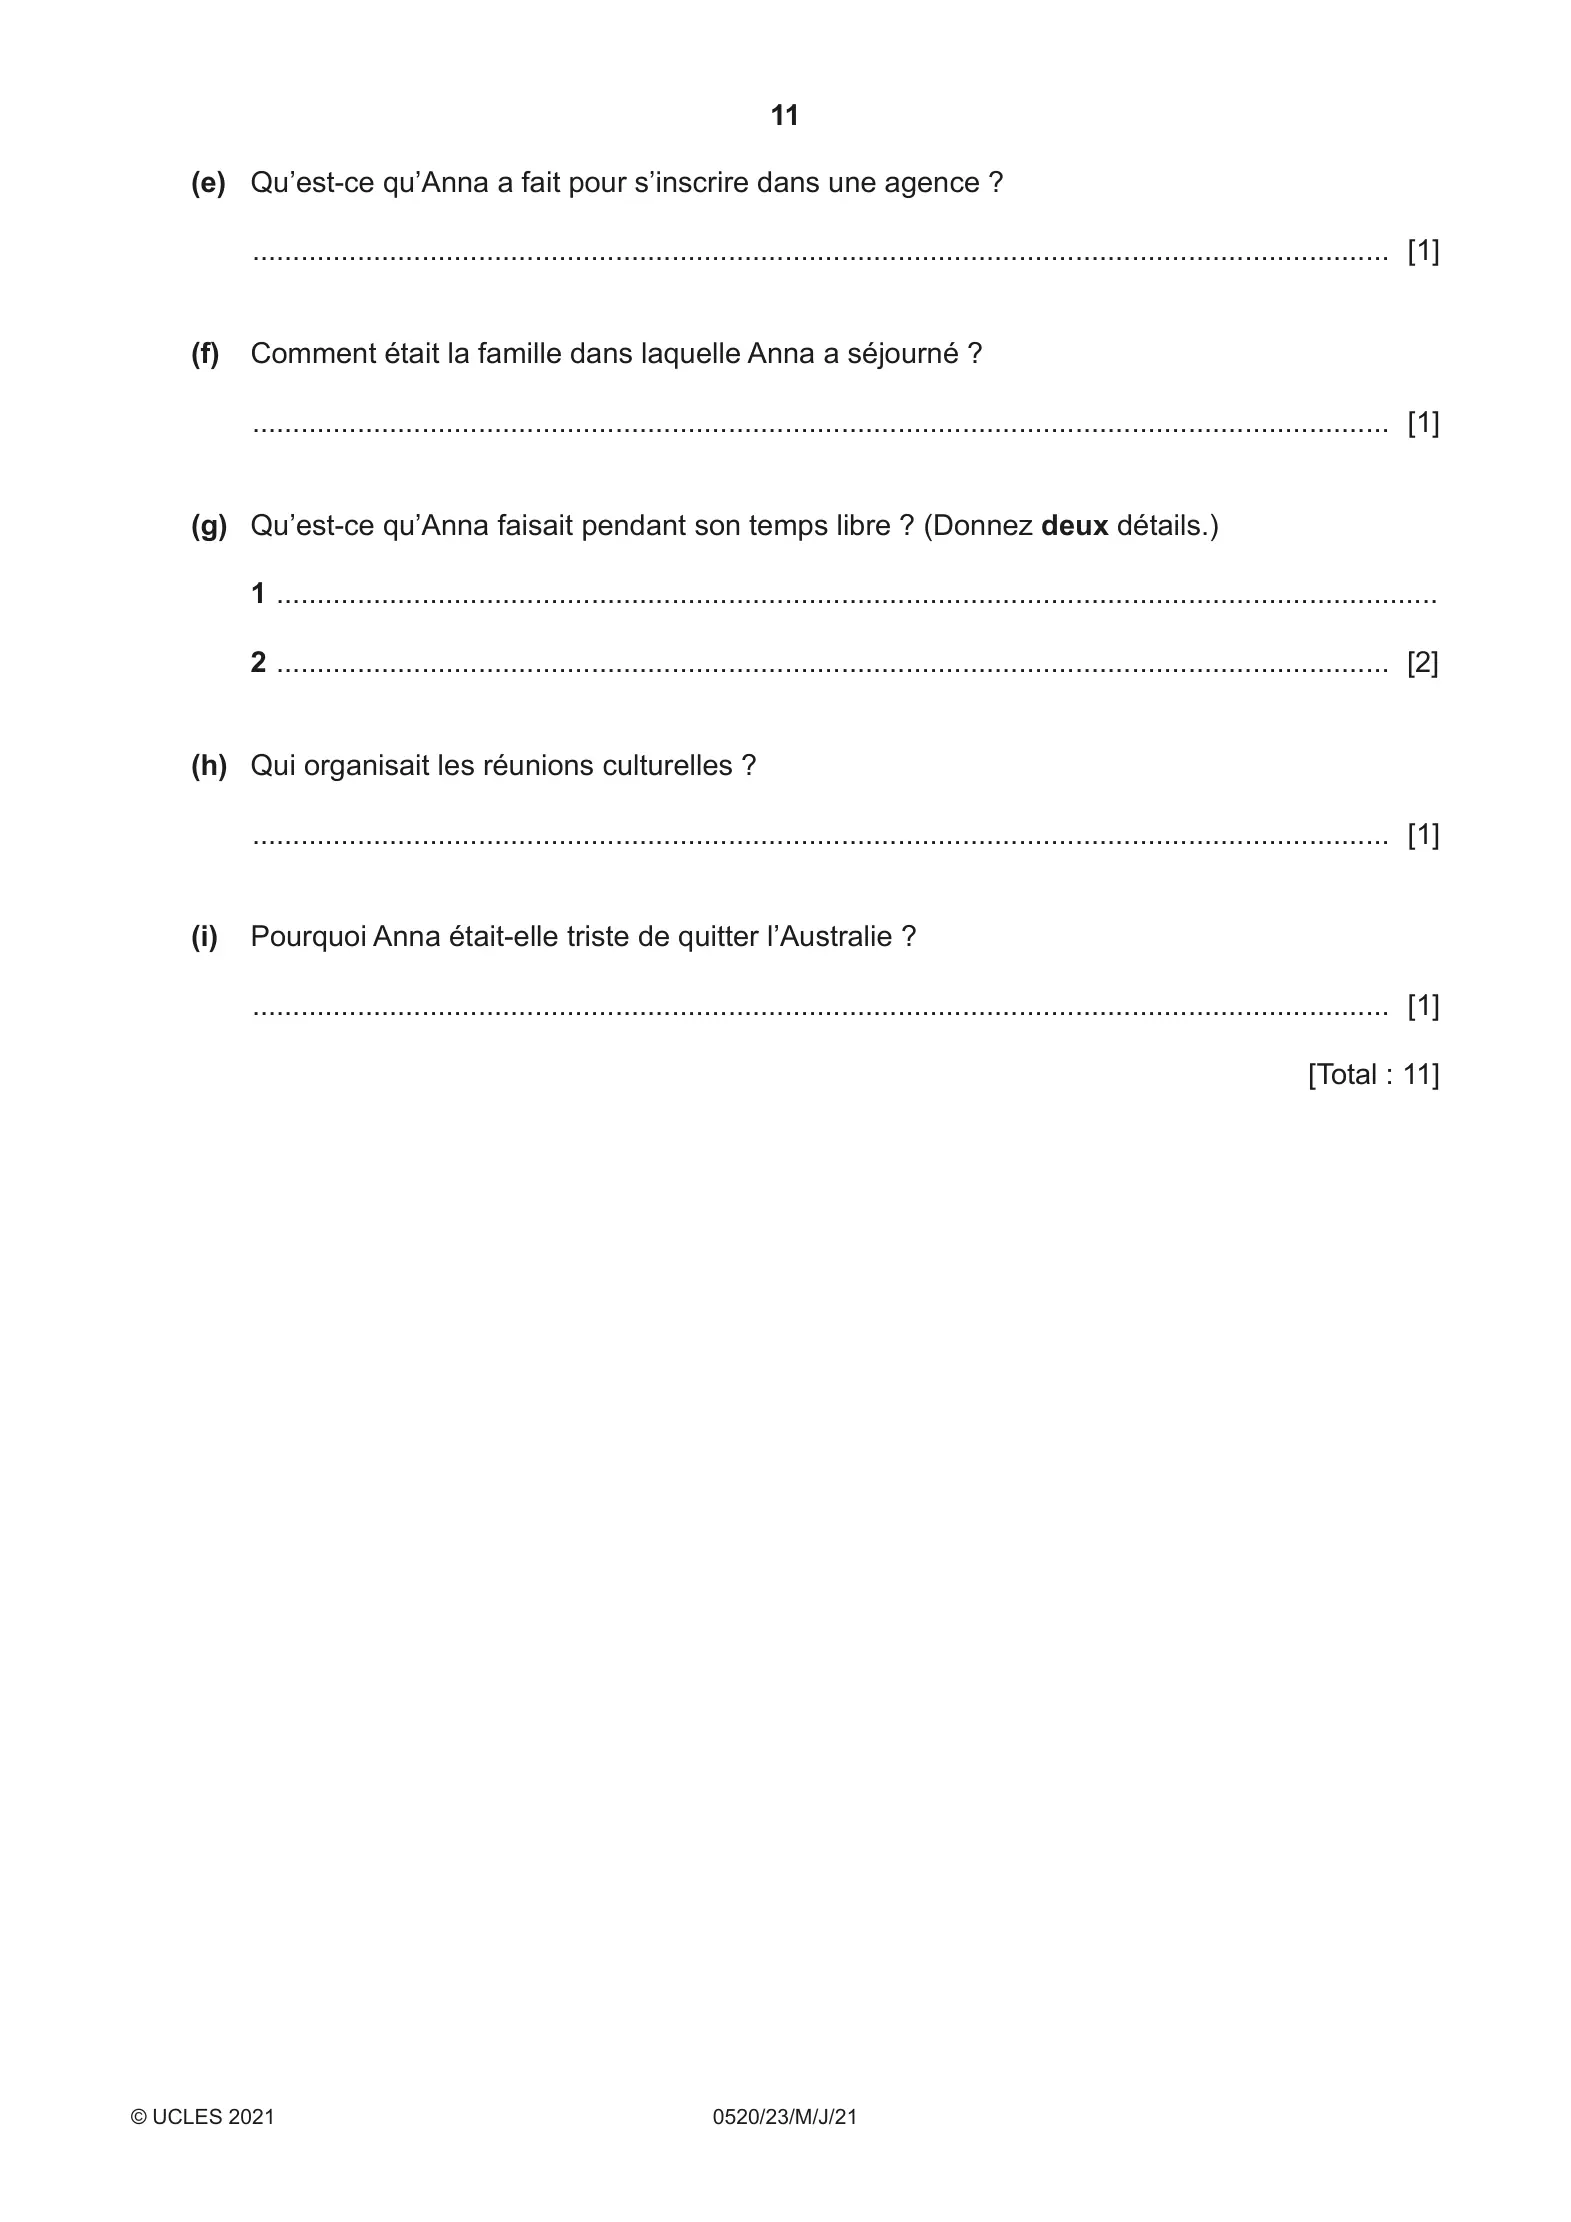 11
(e) Qu’est-ce qu’Anna a fait pour s’inscrire dans une agence ?
........................................................................................................................................... [1]
(f) Comment était la famille dans laquelle Anna a séjourné ?
........................................................................................................................................... [1]
(g) Qu’est-ce qu’Anna faisait pendant son temps libre ? (Donnez deux détails.)
1 ..............................................................................................................................................
2 ........................................................................................................................................ [2]
(h) Qui organisait les réunions culturelles ?
........................................................................................................................................... [1]
(i) Pourquoi Anna était-elle triste de quitter l’Australie ?
........................................................................................................................................... [1]
[Total : 11]
© UCLES 2021 0520/23/M/J/21